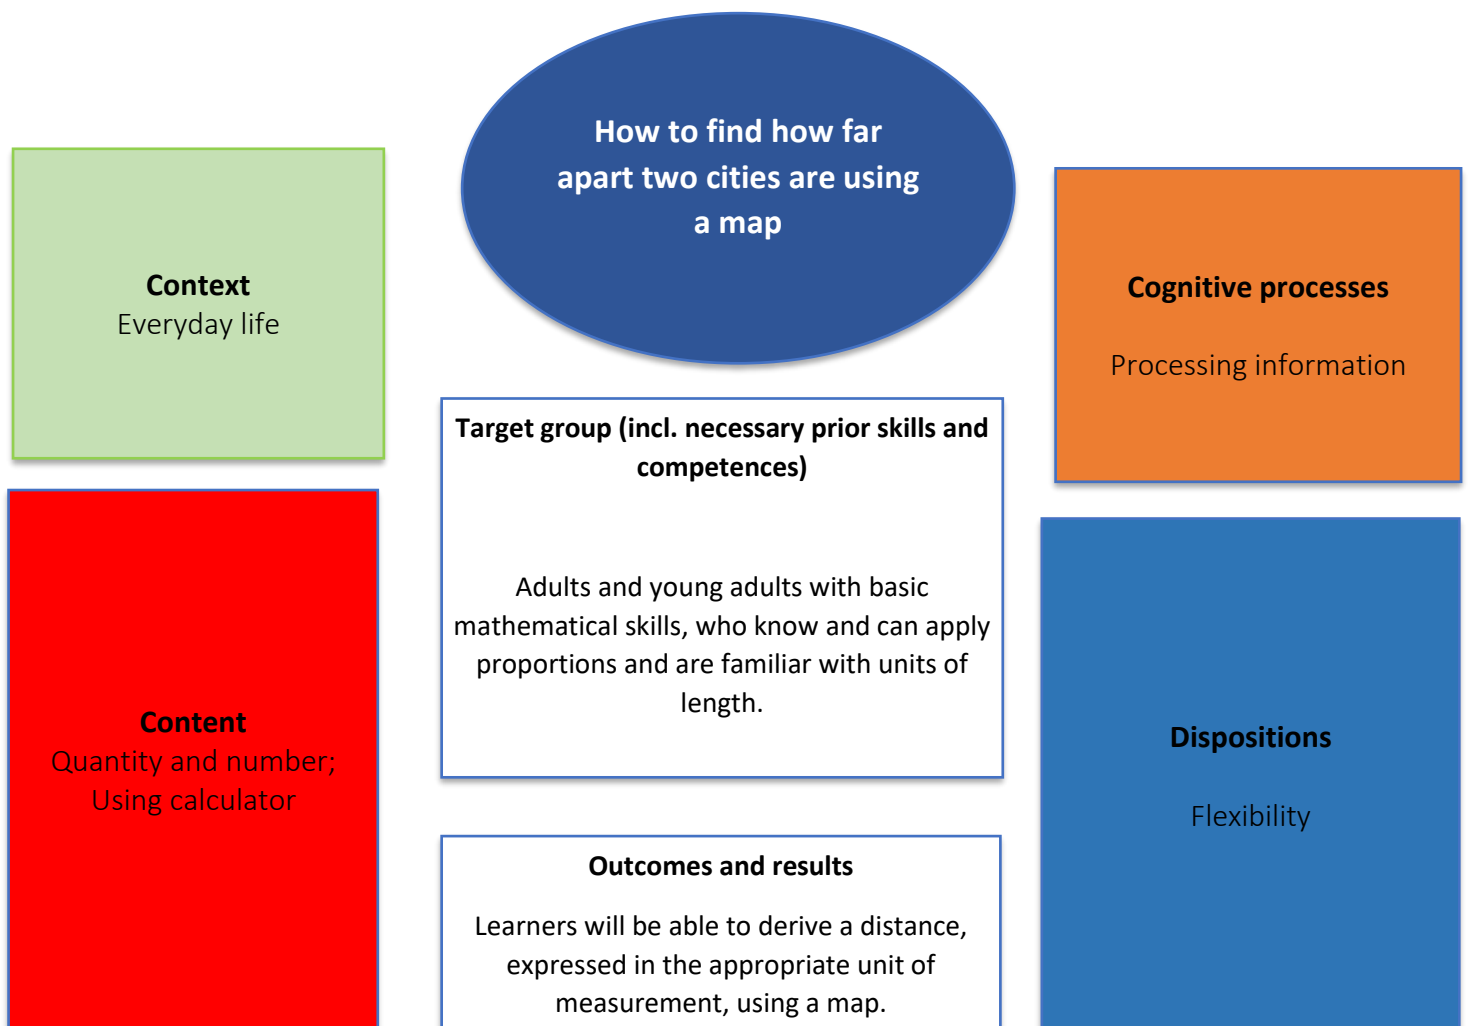 How to find how far
apart two cities are using
a map
Context
Everyday life
Cognitive processes
Processing information
Target group (incl. necessary prior skills and
competences)
Adults and young adults with basic
mathematical skills, who know and can apply
proportions and are familiar with units of
length.
Content
Quantity and number;
Using calculator
Dispositions
Flexibility
Outcomes and results
Learners will be able to derive a distance,
expressed in the appropriate unit of
measurement, using a map.